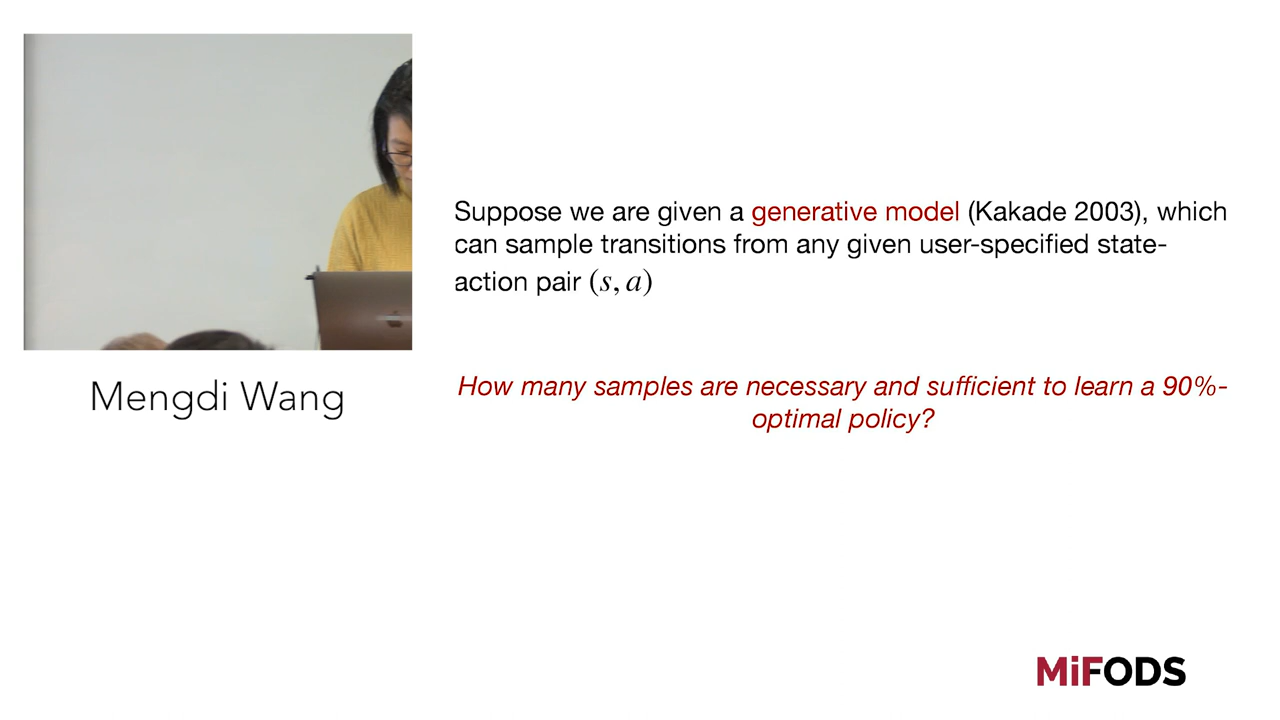 Suppose we are given a generative model (Kakade 2003), which
can sample transitions from any given user-specified state-
action pair (s, a)
How many samples are necessary and sufficient to learn a 90%-
optimal policy?
Mengdi Wang
MiFODS